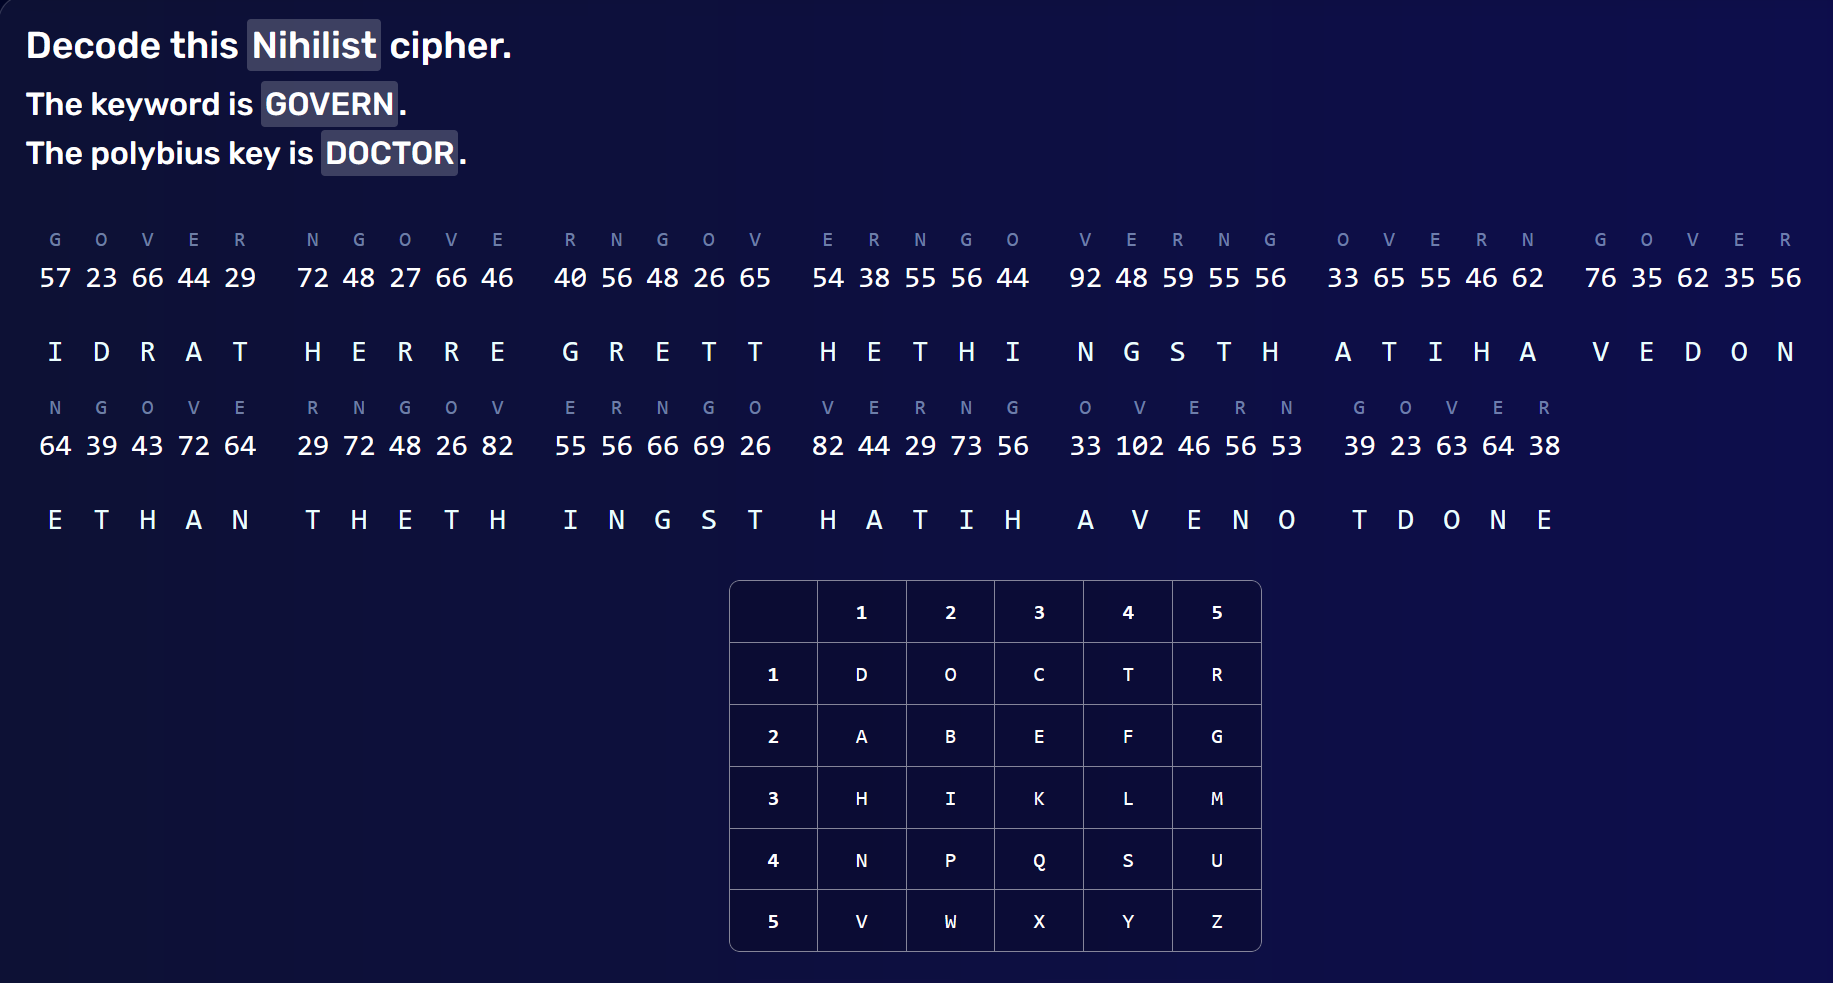 Decode this Nihilist cipher.
The keyword is GOVERN.
The polybius key is DOCTOR.
G O V E R N G O V E R N G O V E R N G O V E R N G O V E R N G O V E R
57 23 66 44 29 72 48 27 66 46 40 56 48 26 65 54 38 55 56 44 92 48 59 55 56 33 65 55 46 62 76 35 62 35 56
I D R A T H E R R E G R E T T H E T H I N G S T H A T I H A V E D O N
N G O V E R N G O V E R N G O V E R N G O V E R N G O V E R
64 39 43 72 64 29 72 48 26 82 55 56 66 69 26 82 44 29 73 56 33 102 46 56 53 39 23 63 64 38
E T H A N T H E T H I N G S T H A T I H A V E N O T D O N E
1 2 3 4 5
1 D O C T R
2 A B E F G
3 H I K L M
4 N P Q S U
5 V W X Y Z